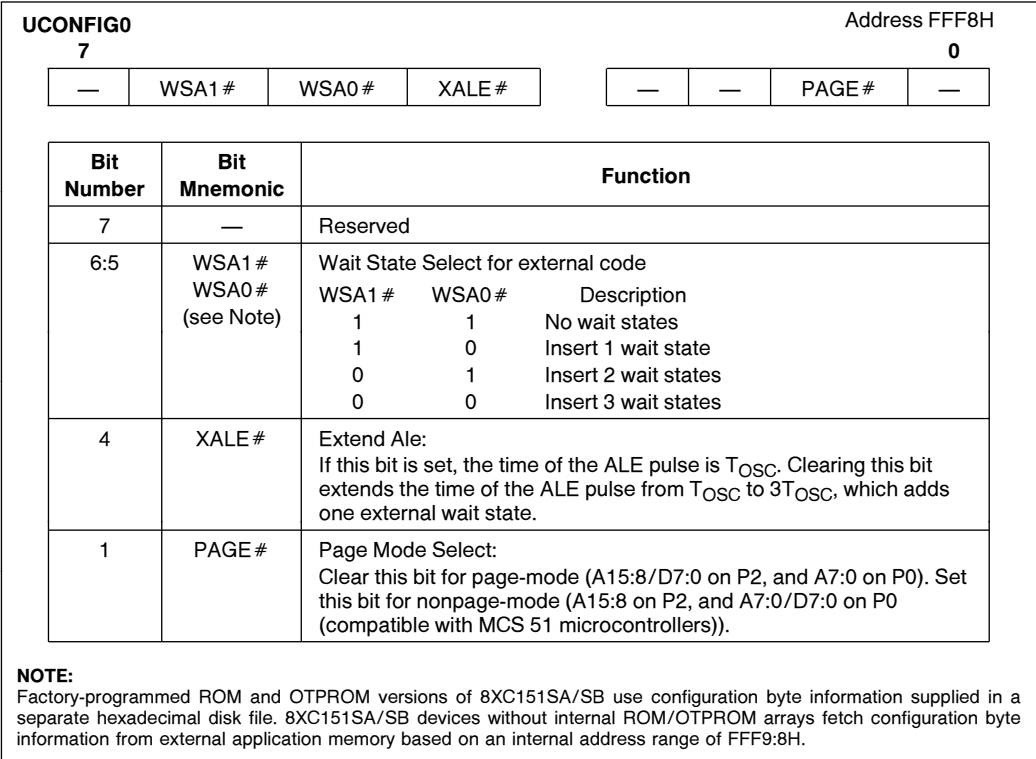 UCONFIG0 Address FFF8H
7 0
— WSA1# WSA0# XALE# — — PAGE# —
Bit Number Bit Mnemonic Function
7 — Reserved
6:5 WSA1# Wait State Select for external code
WSA0# WSA1# WSA0# Description
(see Note) 1 1 No wait states
1 0 Insert 1 wait state
0 1 Insert 2 wait states
0 0 Insert 3 wait states
4 XALE# Extend Ale:
If this bit is set, the time of the ALE pulse is TOSC. Clearing this bit
extends the time of the ALE pulse from TOSC to 3TOSC, which adds
one external wait state.
1 PAGE# Page Mode Select:
Clear this bit for page-mode (A15:8/D7:0 on P2, and A7:0 on P0). Set
this bit for nonpage-mode (A15:8 on P2, and A7:0/D7:0 on P0
(compatible with MCS 51 microcontrollers)).
NOTE:
Factory-programmed ROM and OTPROM versions of 8XC151SA/SB use configuration byte information supplied in a
separate hexadecimal disk file. 8XC151SA/SB devices without internal ROM/OTPROM arrays fetch configuration byte
information from external application memory based on an internal address range of FFF9:8H.